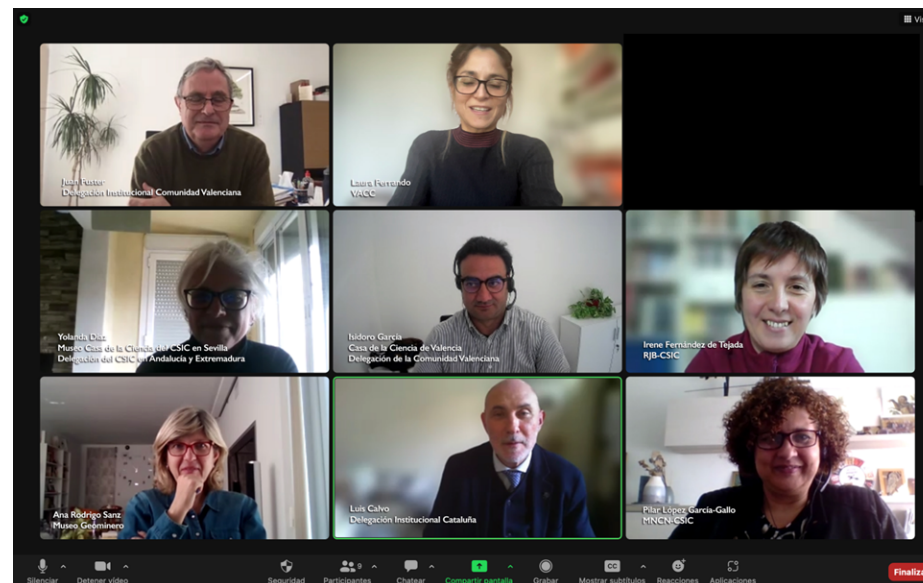 Juan Fuster
Delegación Institucional Comunidad Valenciana
Laura Ferrando
VACC
Yolanda Díaz
Museo Casa de la Ciencia del CSIC en Sevilla
Delegación del CSIC en Andalucía y Extremadura
Isidoro García
Casa de la Ciencia de Valencia
Delegación de la Comunidad Valenciana
Irene Fernández de Tejada
RJB-CSIC
Ana Rodrigo Sanz
Museo Geominero
Luis Calvo
Delegación Institucional Cataluña
Pilar López García-Gallo
MNCN-CSIC
Silenciar
Detener vídeo
Seguridad
9
Participantes
Chatear
Compartir pantalla
Grabar
CC
Mostrar subtítulos
Reacciones
Aplicaciones